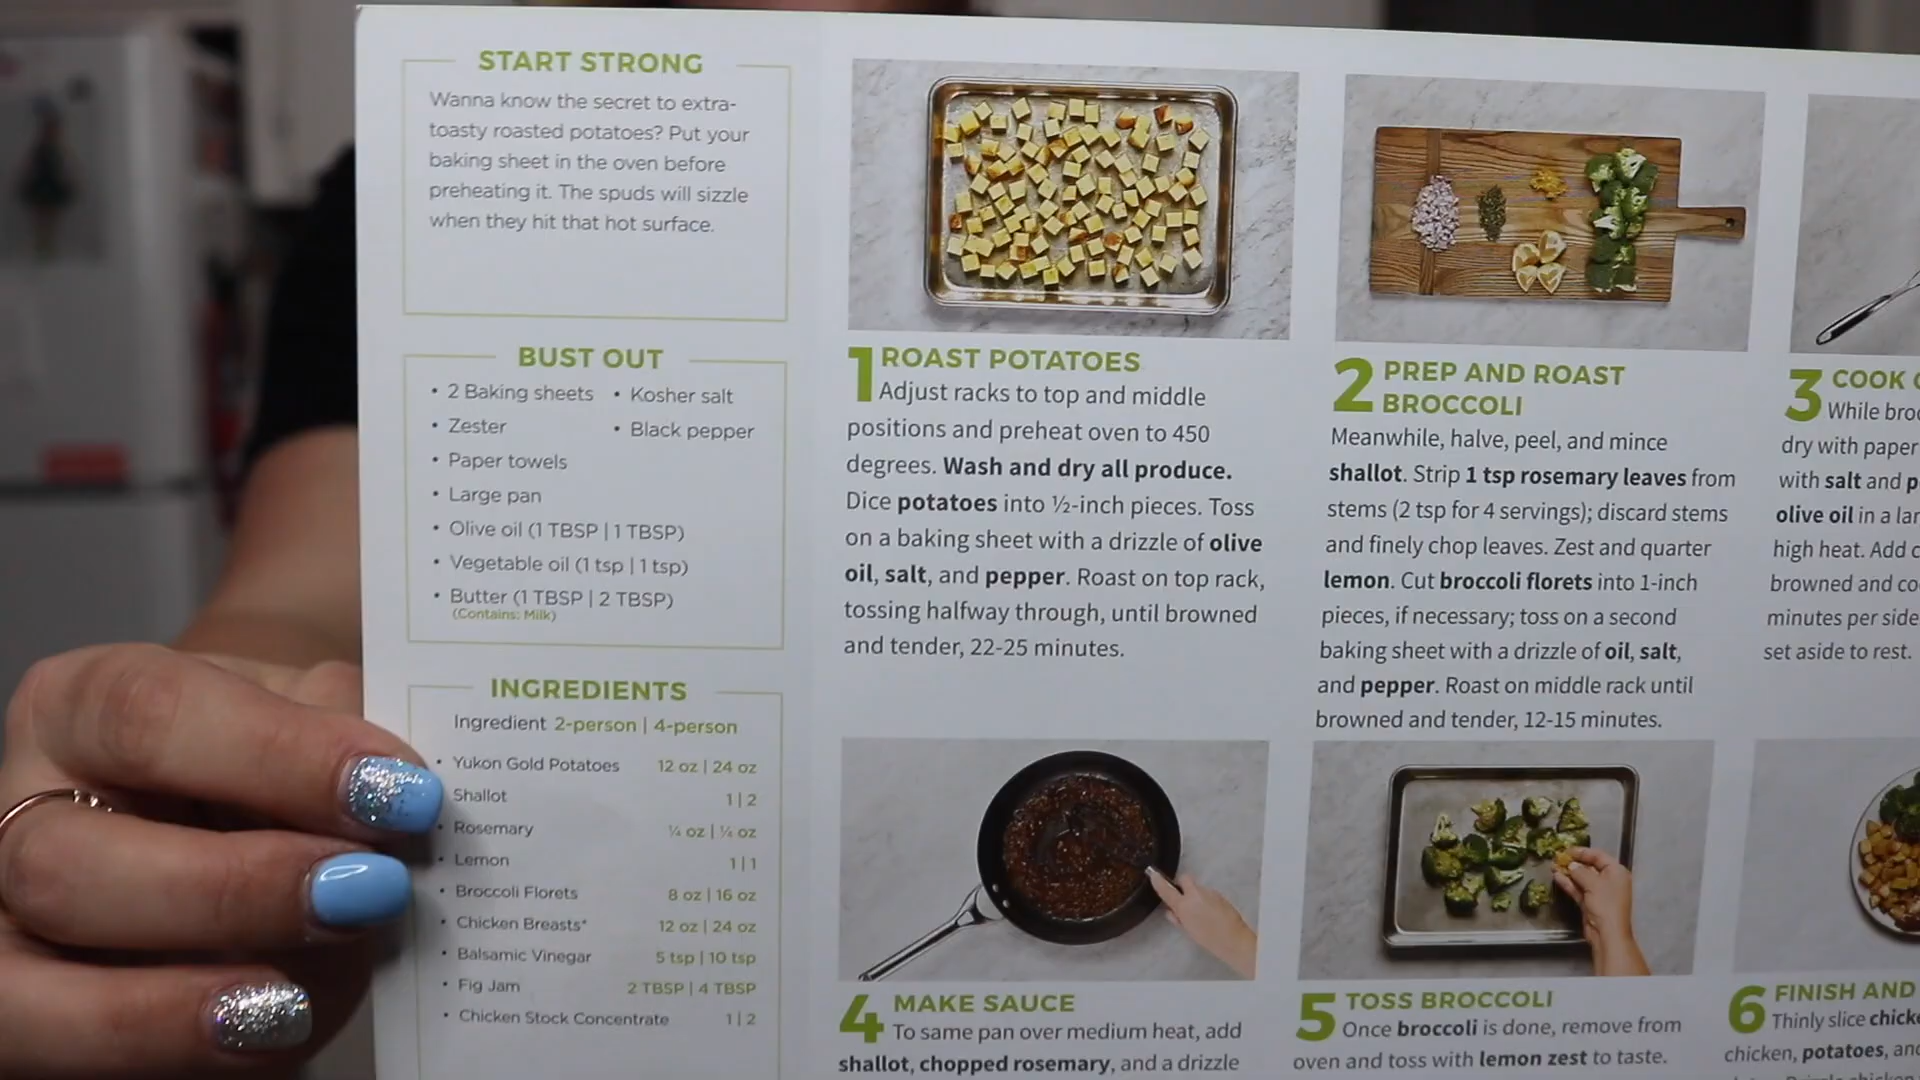 START STRONG
Wanna know the secret to extra-
toasty roasted potatoes? Put your
baking sheet in the oven before
preheating it. The spuds will sizzle
when they hit that hot surface.
BUST OUT
• 2 Baking sheets
• Zester
• Paper towels
• Large pan
• Olive oil (1 TBSP | 1 TBSP)
• Vegetable oil (1 tsp | 1 tsp)
• Butter (1 TBSP | 2 TBSP)
(Contains: Milk)
• Kosher salt
• Black pepper
INGREDIENTS
Ingredient 2-person | 4-person
• Yukon Gold Potatoes 12 oz | 24 oz
Shallot 1 | 2
• Rosemary ¼ oz | ¼ oz
• Lemon 1 | 1
• Broccoli Florets 8 oz | 16 oz
• Chicken Breasts* 12 oz | 24 oz
• Balsamic Vinegar 5 tsp | 10 tsp
• Fig Jam 2 TBSP | 4 TBSP
• Chicken Stock Concentrate 1 | 2
1 ROAST POTATOES
Adjust racks to top and middle
positions and preheat oven to 450
degrees. Wash and dry all produce.
Dice potatoes into ½-inch pieces. Toss
on a baking sheet with a drizzle of olive
oil, salt, and pepper. Roast on top rack,
tossing halfway through, until browned
and tender, 22-25 minutes.
2 PREP AND ROAST
BROCCOLI
Meanwhile, halve, peel, and mince
shallot. Strip 1 tsp rosemary leaves from
stems (2 tsp for 4 servings); discard stems
and finely chop leaves. Zest and quarter
lemon. Cut broccoli florets into 1-inch
pieces, if necessary; toss on a second
baking sheet with a drizzle of oil, salt,
and pepper. Roast on middle rack until
browned and tender, 12-15 minutes.
3 COOK
While
dry with paper
with salt and
olive oil in a
high heat. Add
browned and
minutes per side
set aside to rest.
4 MAKE SAUCE
To same pan over medium heat, add
shallot, chopped rosemary, and a drizzle
5 TOSS BROCCOLI
Once broccoli is done, remove from
oven and toss with lemon zest to taste.
6 FINISH AND
Thinly slice
chicken, potatoes,